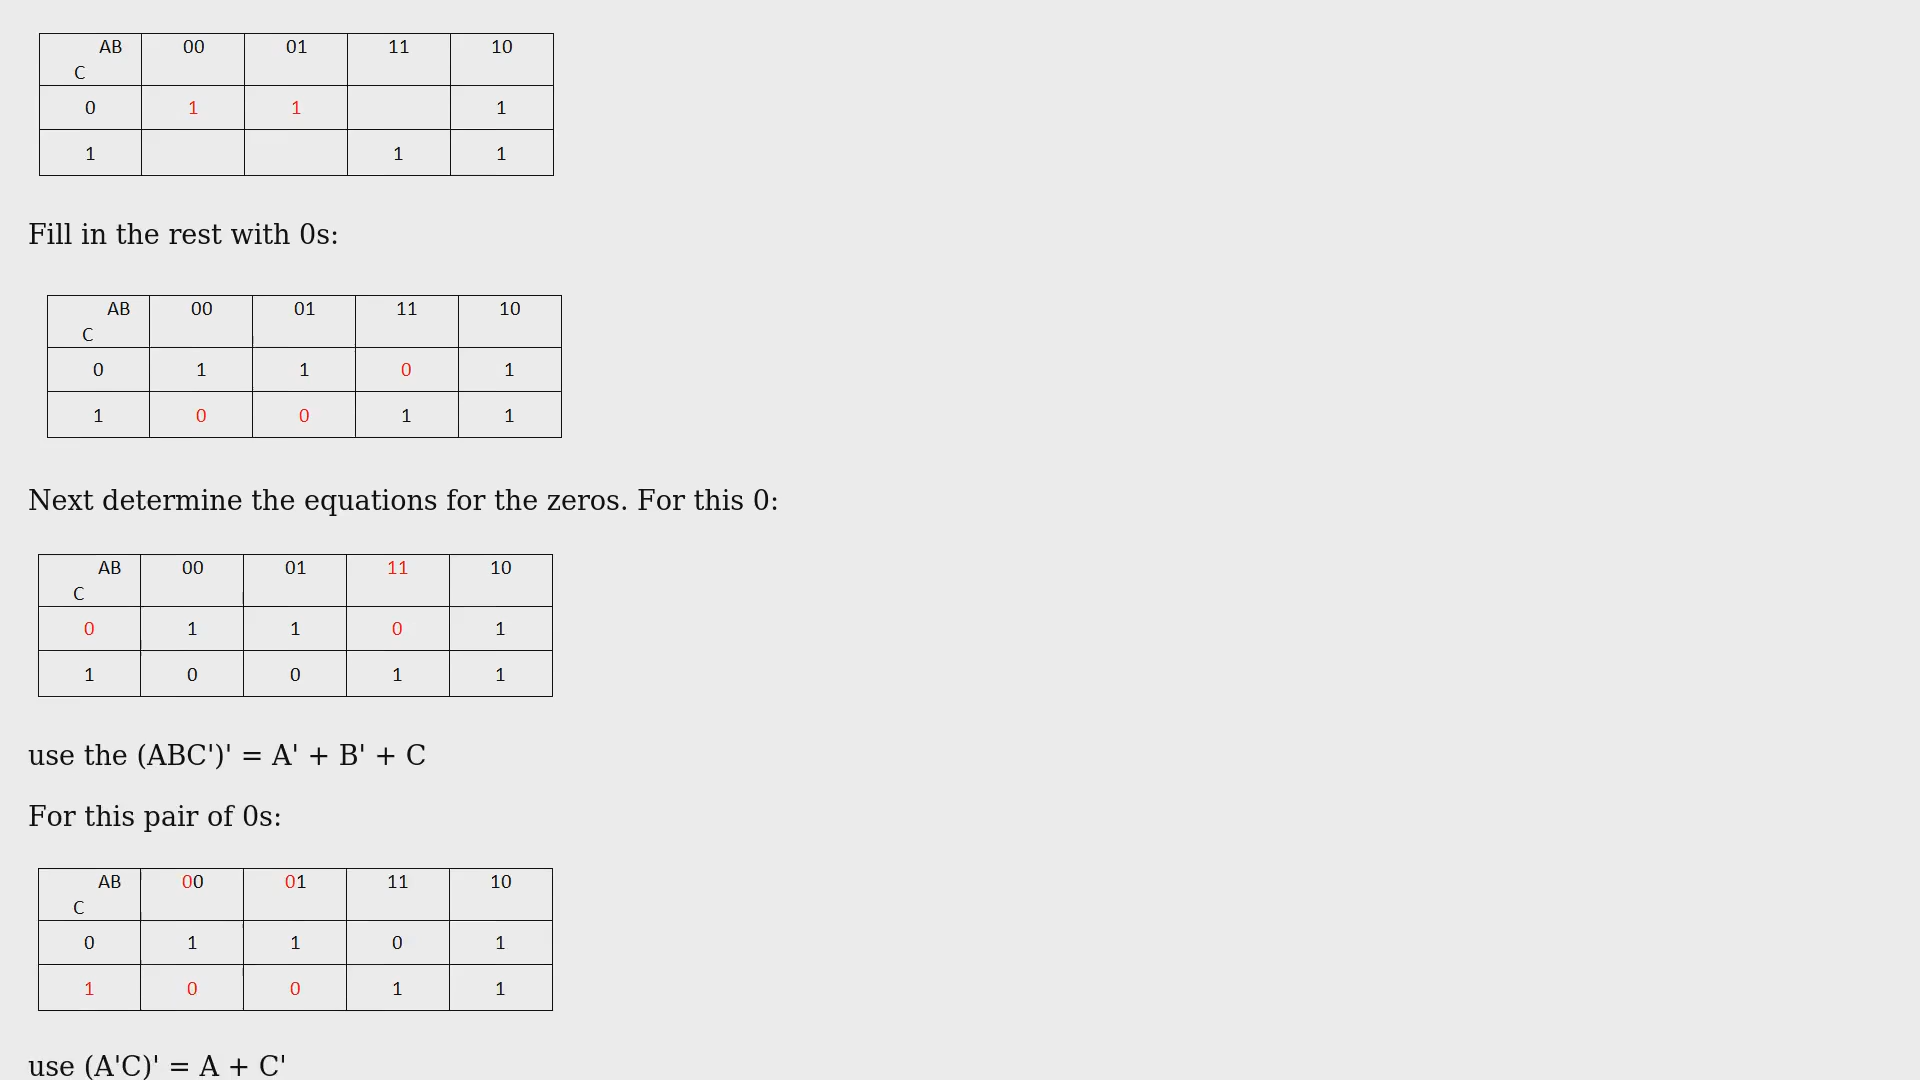 AB 00 01 11 10
C
0 1 1 1
1 1 1
Fill in the rest with 0s:
AB 00 01 11 10
C
0 1 1 0 1
1 0 0 1 1
Next determine the equations for the zeros. For this 0:
AB 00 01 11 10
C
0 1 1 0 1
1 0 0 1 1
use the (ABC')' = A' + B' + C
For this pair of 0s:
AB 00 01 11 10
C
0 1 1 0 1
1 0 0 1 1
use (A'C)' = A + C'